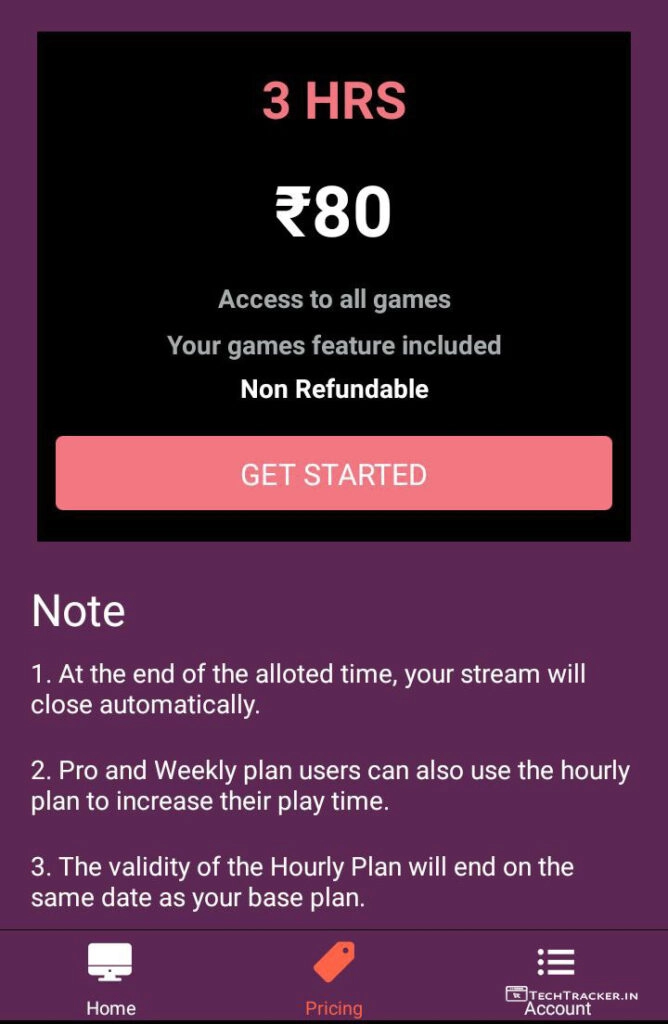 3 HRS
₹80
Access to all games
Your games feature included
Non Refundable
GET STARTED
Note
1. At the end of the alloted time, your stream will
close automatically.
2. Pro and Weekly plan users can also use the hourly
plan to increase their play time.
3. The validity of the Hourly Plan will end on the
same date as your base plan.
Home
Pricing
TECHTRACKER.IN
Account